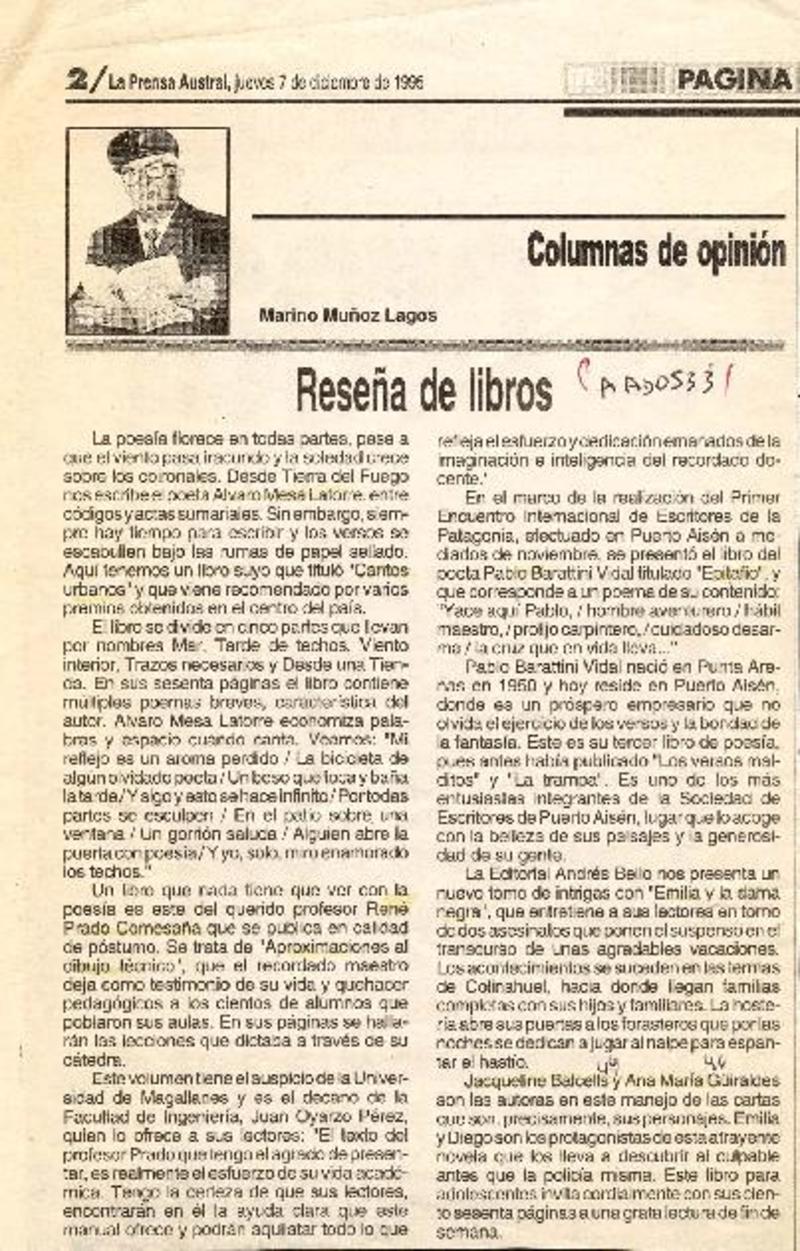 2/ La Prensa Austral, jueves 7 de diciembre de 1995
PAGINA
Columnas de opinión
Marino Muñoz Lagos
Reseña de libros
(AADOS33)
La poesía florece en todas partes, pese a
que el viento pasa iracundo y la soledad crece
sobre los coironales. Desde Tierra del Fuego
nos escribe el poeta Alvaro Mesa Latorre, entre
códigos y actas sumariales. Sin embargo, siem-
pre hay tiempo para escribir y los versos se
escabullen bajo las rumas de papel sellado.
Aquí tenemos un libro suyo que tituló "Cantos
urbanos" y que viene recomendado por varios
premios obtenidos en el centro del país.
El libro se divide en cinco partes que llevan
por nombres Mar, Tarde de techos, Viento
interior, Trazos necesarios y Desde una Tien-
da. En sus sesenta páginas el libro contiene
múltiples poemas breves, característica del
autor. Alvaro Mesa Latorre economiza pala-
bras y espacio cuando canta. Veamos: "Mi
reflejo es un aroma perdido / La bicicleta de
algún olvidado poeta / Un beso que toca y baña
la tarde / Y algo y esto se hace infinito / Por todas
partes se esculpen / En el patio sobre una
ventana / Un gorrión saluda / Alguien abre la
puerta con poesía / Y yo, solo, miro enamorado
los techos."
Un libro que nada tiene que ver con la
poesía es este del querido profesor René
Prado Comesaña que se publica en calidad
de póstumo. Se trata de "Aproximaciones al
dibujo técnico", que el recordado maestro
deja como testimonio de su vida y quehacer
pedagógicos a los cientos de alumnos que
poblaron sus aulas. En sus páginas se halla-
rán las lecciones que dictaba a través de su
cátedra.
Este volumen tiene el auspicio de la Univer-
sidad de Magallanes y es el decano de la
Facultad de Ingeniería, Juan Oyarzo Pérez,
quien lo ofrece a sus lectores: "El texto del
profesor Prado que tengo el agrado de presen-
tar, es realmente el esfuerzo de su vida acadé-
mica. Tengo la certeza de que sus lectores,
encontrarán en él la ayuda clara que este
manual ofrece y podrán aquilatar todo lo que
refleja el esfuerzo y dedicación emanados de la
imaginación e inteligencia del recordado do-
cente."
En el marco de la realización del Primer
Encuentro Internacional de Escritores de la
Patagonia, efectuado en Puerto Aisén a me-
diados de noviembre, se presentó el libro del
poeta Pablo Barattini Vidal titulado "Epitafio", y
que corresponde a un poema de su contenido:
"Yace aquí Pablo, / hombre aventurero / hábil
maestro, / prolijo carpintero, / cuidadoso desar-
ma / la cruz que en vida lleva..."
Pablo Barattini Vidal nació en Punta Are-
nas en 1950 y hoy reside en Puerto Aisén,
donde es un próspero empresario que no
olvida el ejercicio de los versos y la bondad de
la fantasía. Este es su tercer libro de poesía,
pues antes había publicado "Los versos mal-
ditos" y "La trampa". Es uno de los más
entusiastas integrantes de la Sociedad de
Escritores de Puerto Aisén, lugar que lo acoge
con la belleza de sus paisajes y la generosi-
dad de su gente.
La Editorial Andrés Bello nos presenta un
nuevo tomo de intrigas con "Emilia y la dama
negra", que entretiene a sus lectores en torno
de dos asesinatos que ponen el suspenso en el
transcurso de unas agradables vacaciones.
Los acontecimientos se suceden en las termas
de Colinahuel, hacia donde llegan familias
completas con sus hijos y familiares. La hoste-
ría abre sus puertas a los forasteros que por las
noches se dedican a jugar al naipe para espan-
tar el hastío.
Jacqueline Balcells y Ana María Güiraldes
son las autoras en este manejo de las cartas
que son, precisamente, sus personajes. Emilia
y Diego son los protagonistas de esta atrayente
novela que los lleva a descubrir al culpable
antes que la policía misma. Este libro para
adolescentes invita cordialmente con sus cien-
to sesenta páginas a una grata lectura de fin de
semana.